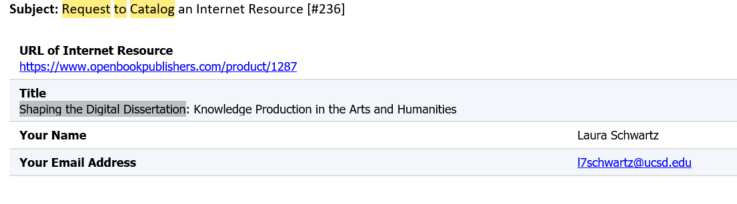 Subject: Request to Catalog an Internet Resource [#236]
URL of Internet Resource
https://www.openbookpublishers.com/product/1287
Title
Shaping the Digital Dissertation: Knowledge Production in the Arts and Humanities
Your Name Laura Schwartz
Your Email Address l7schwartz@ucsd.edu